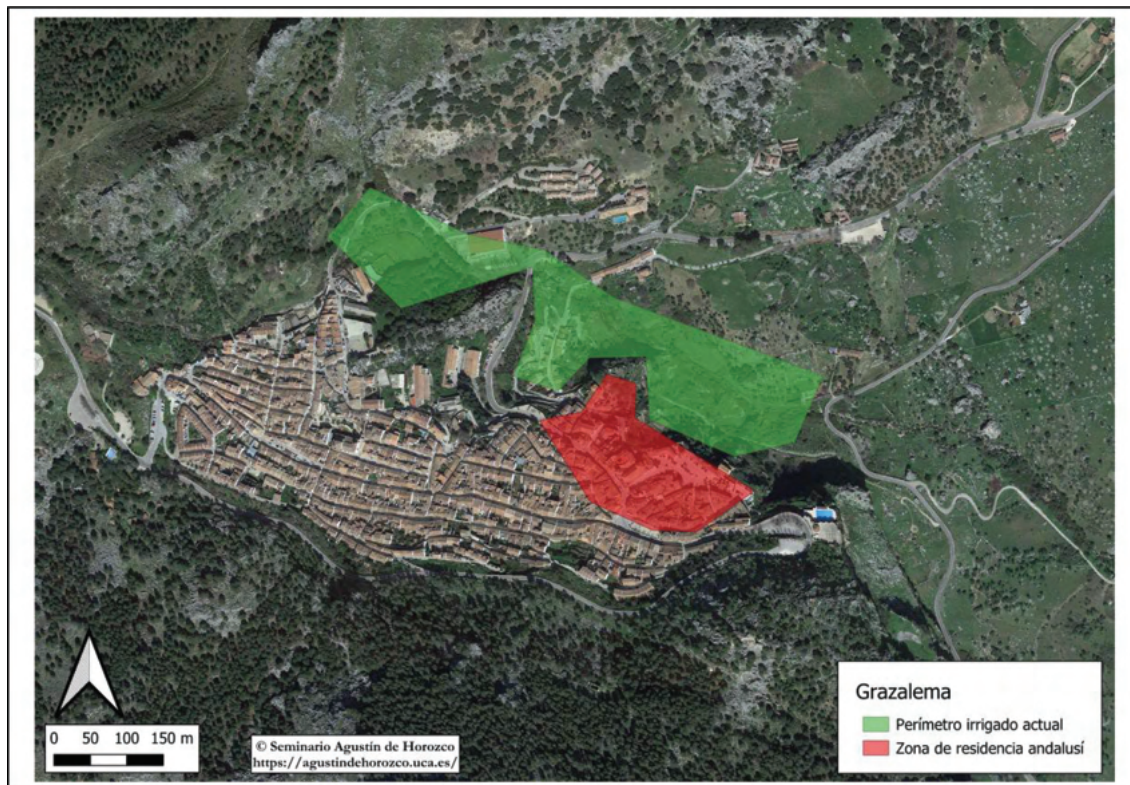 Grazalema
Perímetro irrigado actual
Zona de residencia andalusí
0 50 100 150 m
© Seminario Agustín de Horozco
https://agustindehorozco.uca.es/